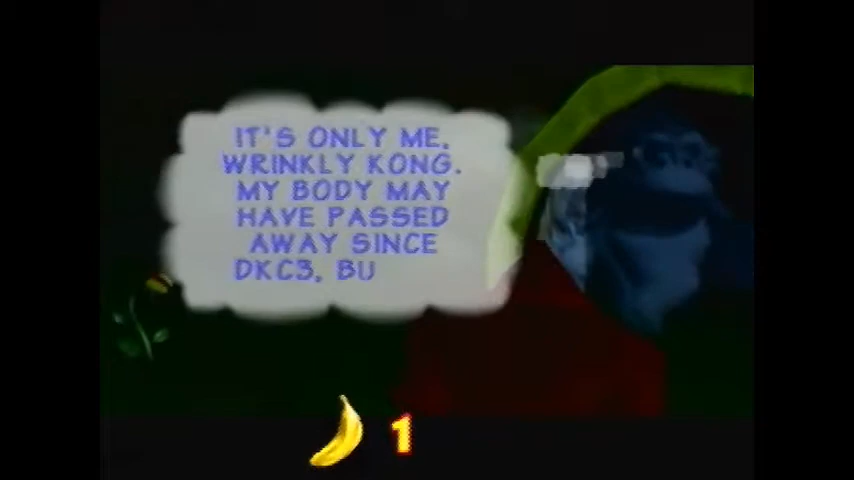 IT'S ONLY ME,
WRINKLY KONG.
MY BODY MAY
HAVE PASSED
AWAY SINCE
DKC3, BU
1